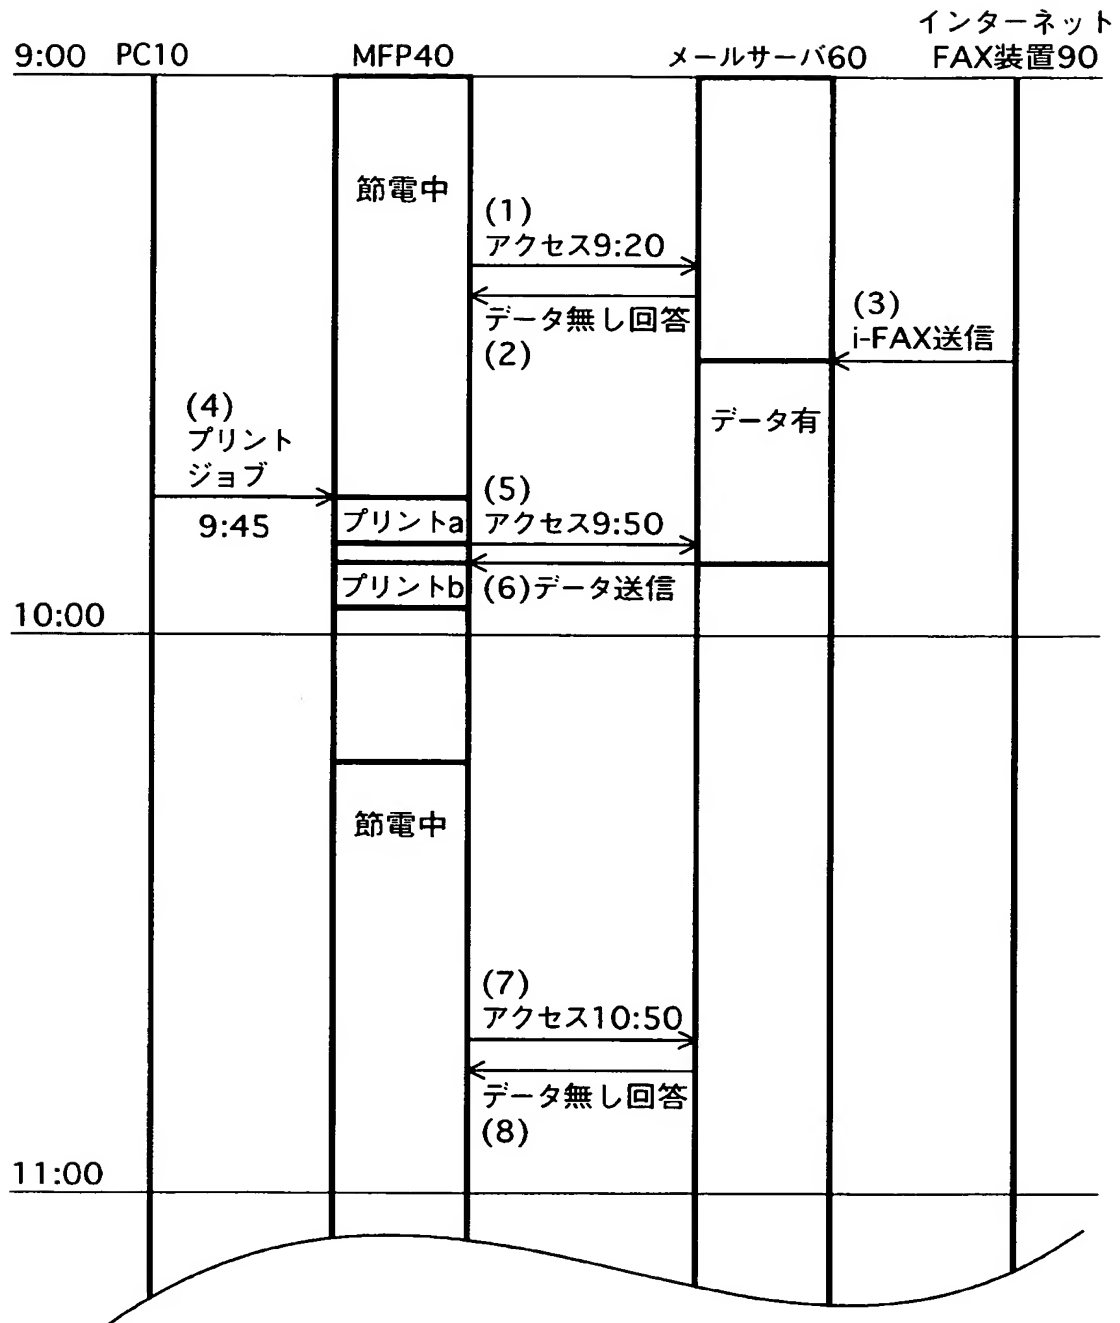 インターネット
9:00 PC10 MFP40 メールサーバ60 FAX装置90
節電中
(1)
アクセス9:20
データ無し回答
(2)
(3)
i-FAX送信
データ有
(4)
プリント
ジョブ
9:45
プリントa
(5)
アクセス9:50
プリントb
(6)データ送信
10:00
節電中
(7)
アクセス10:50
データ無し回答
(8)
11:00